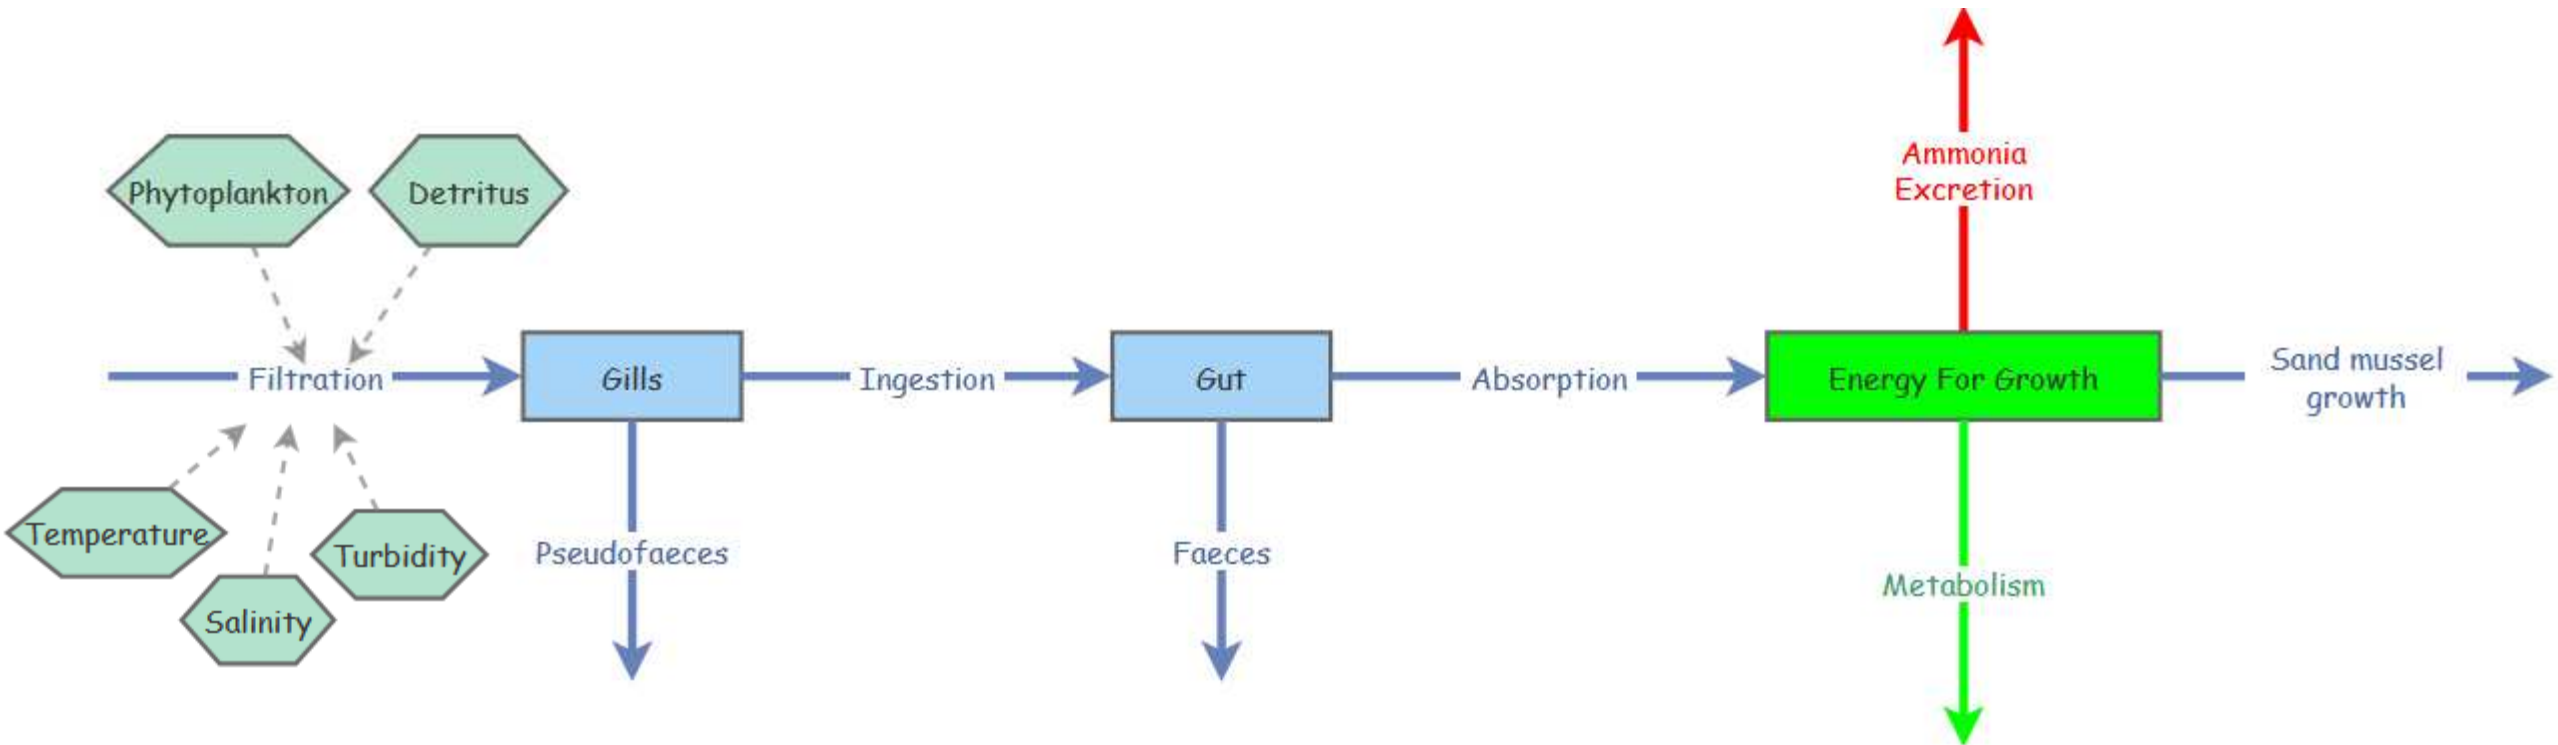 Ammonia
Excretion
Phytoplankton
Detritus
Filtration
Gills
Ingestion
Gut
Absorption
Energy For Growth
Sand mussel
growth
Temperature
Salinity
Turbidity
Pseudofaeces
Faeces
Metabolism